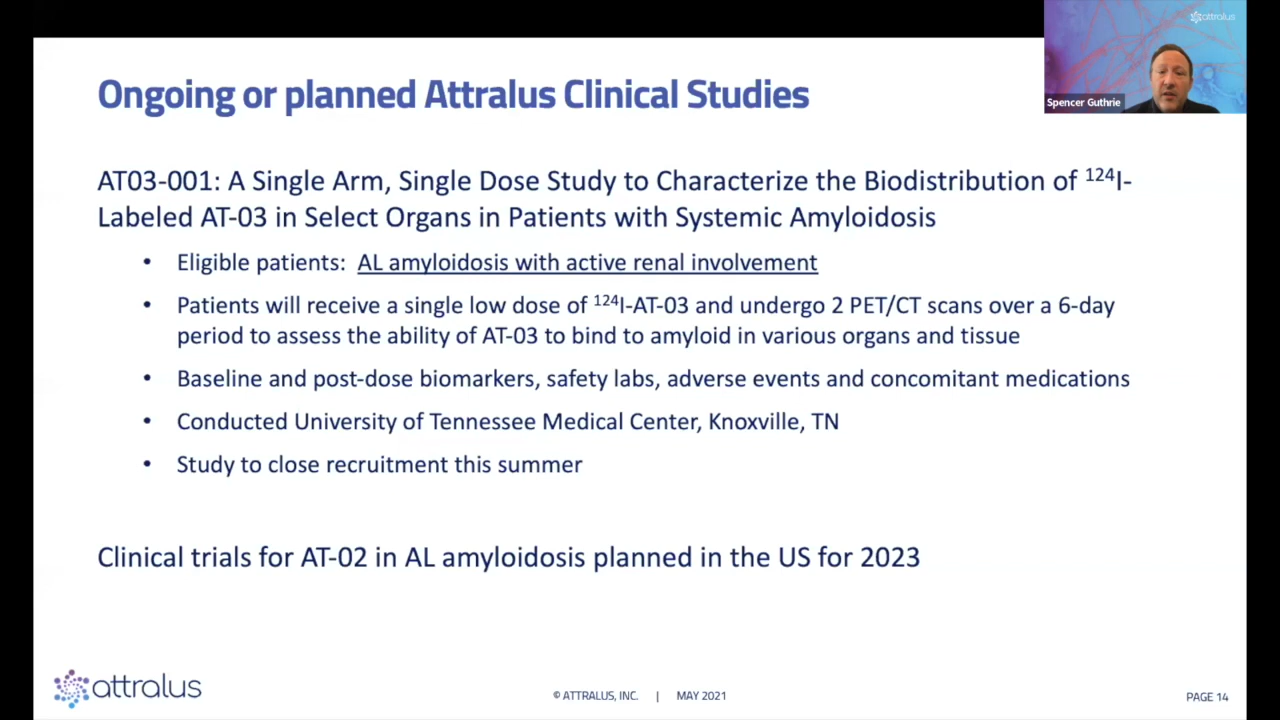 attralus
Spencer Guthrie
Ongoing or planned Attralus Clinical Studies
AT03-001: A Single Arm, Single Dose Study to Characterize the Biodistribution of ¹²⁴I-
Labeled AT-03 in Select Organs in Patients with Systemic Amyloidosis
• Eligible patients: AL amyloidosis with active renal involvement
• Patients will receive a single low dose of ¹²⁴I-AT-03 and undergo 2 PET/CT scans over a 6-day
period to assess the ability of AT-03 to bind to amyloid in various organs and tissue
• Baseline and post-dose biomarkers, safety labs, adverse events and concomitant medications
• Conducted University of Tennessee Medical Center, Knoxville, TN
• Study to close recruitment this summer
Clinical trials for AT-02 in AL amyloidosis planned in the US for 2023
attralus
© ATTRALUS, INC. | MAY 2021
PAGE 14